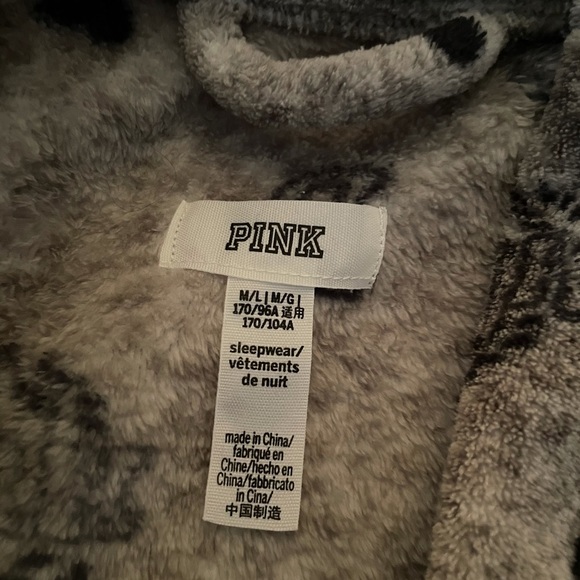 PINK
M/L | M/G |
170/96A 适用
170/104A
sleepwear/
vêtements
de nuit
made in China/
fabriqué en
Chine/hecho en
China/fabbricato
in Cina/
中国制造